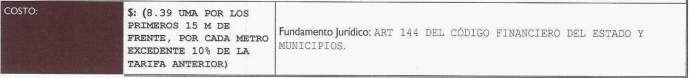 COSTO:
$: (8.39 UMA POR LOS
PRIMEROS 15 M DE
FRENTE, POR CADA METRO
EXCEDENTE 10% DE LA
TARIFA ANTERIOR)
Fundamento Jurídico: ART 144 DEL CÓDIGO FINANCIERO DEL ESTADO Y
MUNICIPIOS.